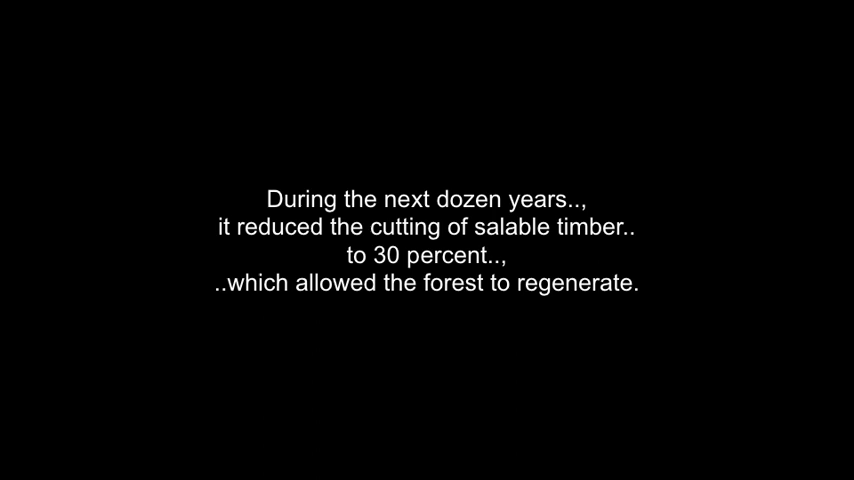 During the next dozen years..,
it reduced the cutting of salable timber..
to 30 percent..,
..which allowed the forest to regenerate.